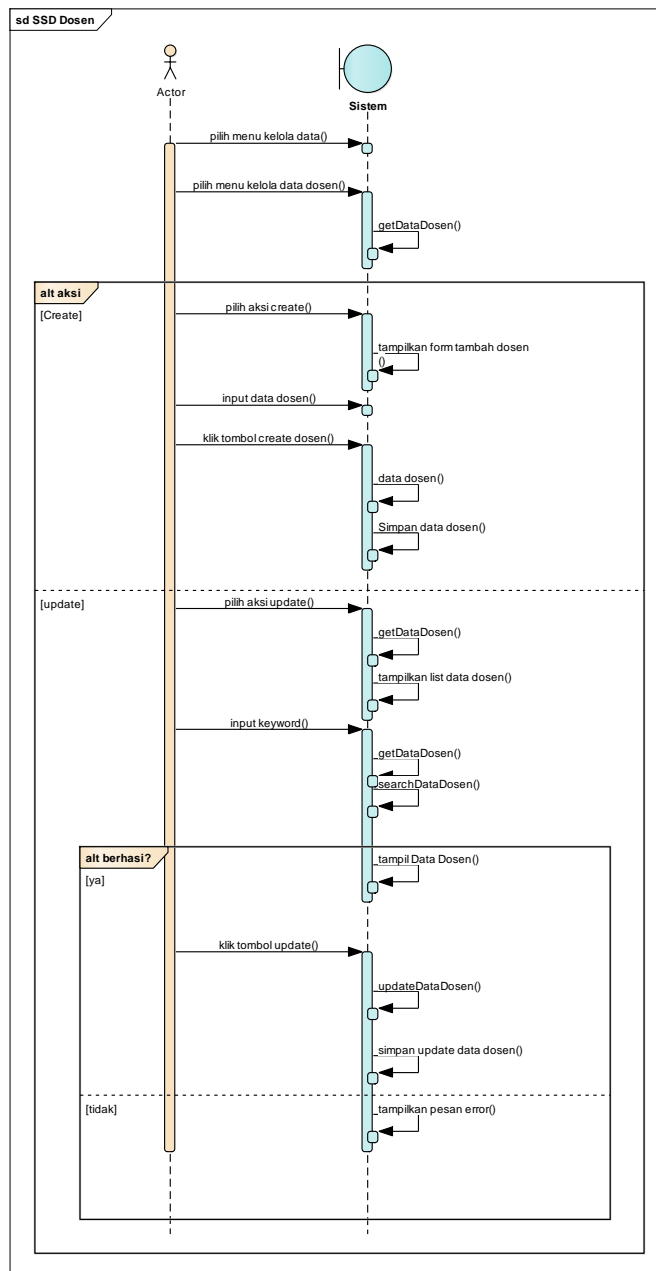 sd SSD Dosen
Actor
Sistem
pilih menu kelola data()
pilih menu kelola data dosen()
getDataDosen()
alt aksi
[Create]
pilih aksi create()
tampilkan form tambah dosen
()
input data dosen()
klik tombol create dosen()
data dosen()
Simpan data dosen()
[update]
pilih aksi update()
getDataDosen()
tampilkan list data dosen()
input keyword()
getDataDosen()
searchDataDosen()
alt berhasi?
[ya]
tampil Data Dosen()
klik tombol update()
updateDataDosen()
simpan update data dosen()
[tidak]
tampilkan pesan error()